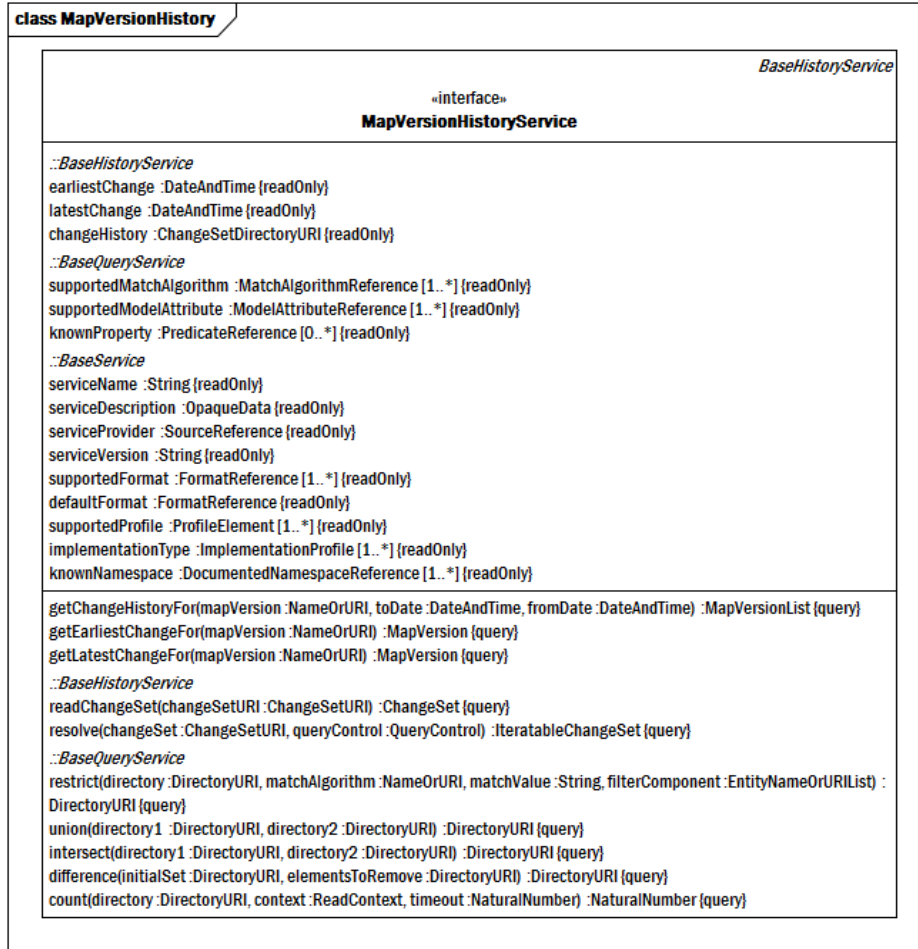 class MapVersionHistory
BaseHistoryService
«interface»
MapVersionHistoryService
::BaseHistoryService
earliestChange :DateAndTime {readOnly}
latestChange :DateAndTime {readOnly}
changeHistory :ChangeSetDirectoryURI {readOnly}
::BaseQueryService
supportedMatchAlgorithm :MatchAlgorithmReference [1..*] {readOnly}
supportedModelAttribute :ModelAttributeReference [1..*] {readOnly}
knownProperty :PredicateReference [0..*] {readOnly}
::BaseService
serviceName :String {readOnly}
serviceDescription :OpaqueData {readOnly}
serviceProvider :SourceReference {readOnly}
serviceVersion :String {readOnly}
supportedFormat :FormatReference [1..*] {readOnly}
defaultFormat :FormatReference {readOnly}
supportedProfile :ProfileElement [1..*] {readOnly}
implementationType :ImplementationProfile [1..*] {readOnly}
knownNamespace :DocumentedNamespaceReference [1..*] {readOnly}
getChangeHistoryFor(mapVersion :NameOrURI, toDate :DateAndTime, fromDate :DateAndTime) :MapVersionList {query}
getEarliestChangeFor(mapVersion :NameOrURI) :MapVersion {query}
getLatestChangeFor(mapVersion :NameOrURI) :MapVersion {query}
::BaseHistoryService
readChangeSet(changeSetURI :ChangeSetURI) :ChangeSet {query}
resolve(changeSet :ChangeSetURI, queryControl :QueryControl) :IteratableChangeSet {query}
::BaseQueryService
restrict(directory :DirectoryURI, matchAlgorithm :NameOrURI, matchValue :String, filterComponent :EntityNameOrURIList) :
DirectoryURI {query}
union(directory1 :DirectoryURI, directory2 :DirectoryURI) :DirectoryURI {query}
intersect(directory1 :DirectoryURI, directory2 :DirectoryURI) :DirectoryURI {query}
difference(initialSet :DirectoryURI, elementsToRemove :DirectoryURI) :DirectoryURI {query}
count(directory :DirectoryURI, context :ReadContext, timeout :NaturalNumber) :NaturalNumber {query}